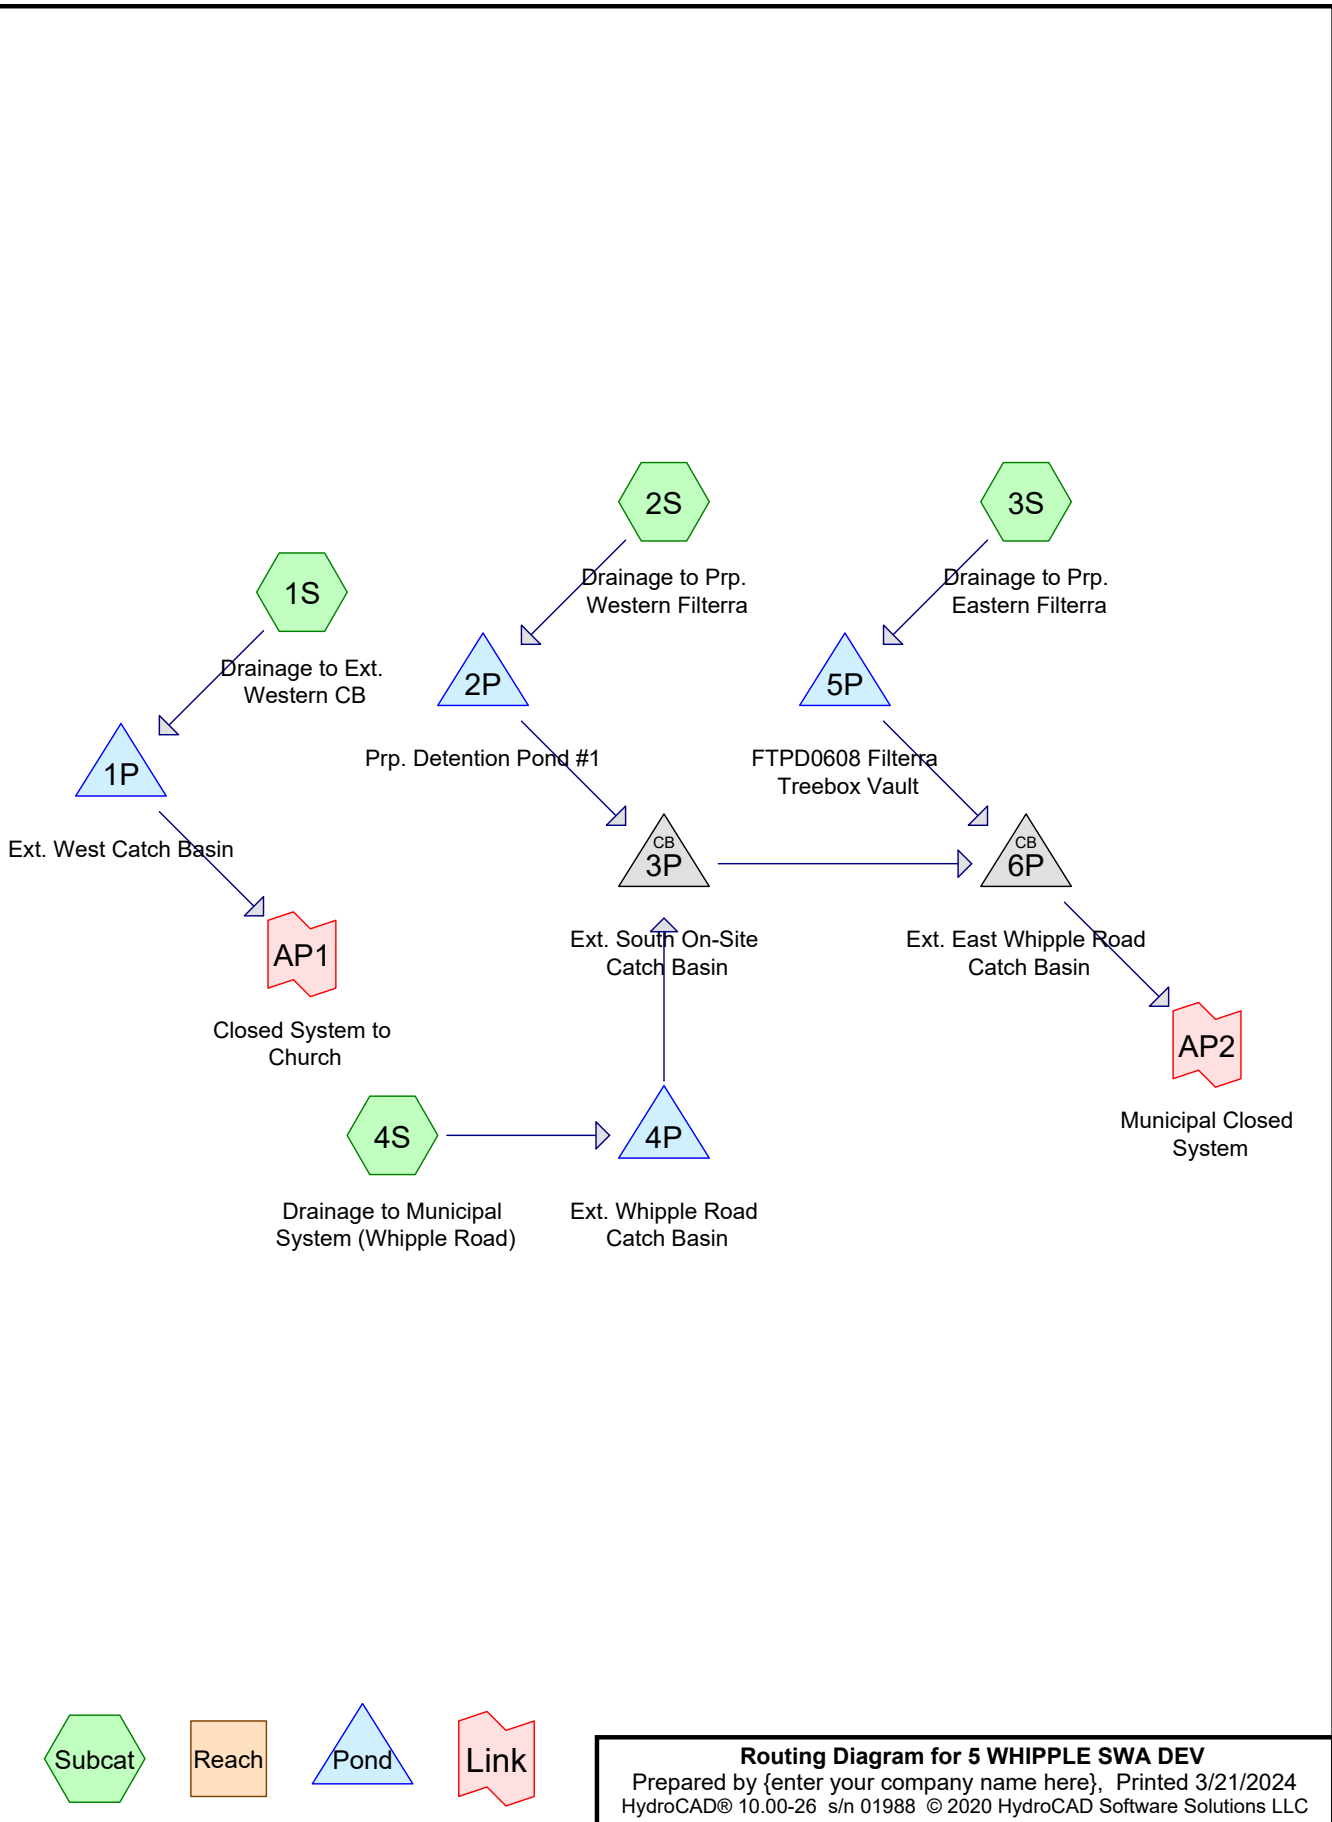 2S
3S
Drainage to Prp.
Western Filterra
Drainage to Prp.
Eastern Filterra
1S
Drainage to Ext.
Western CB
2P
5P
Prp. Detention Pond #1
FTPD0608 Filterra
Treebox Vault
1P
Ext. West Catch Basin
CB
3P
CB
6P
Ext. South On-Site
Catch Basin
Ext. East Whipple Road
Catch Basin
AP1
Closed System to
Church
AP2
Municipal Closed
System
4S
4P
Drainage to Municipal
System (Whipple Road)
Ext. Whipple Road
Catch Basin
Subcat
Reach
Pond
Link
Routing Diagram for 5 WHIPPLE SWA DEV
Prepared by {enter your company name here}, Printed 3/21/2024
HydroCAD® 10.00-26 s/n 01988 © 2020 HydroCAD Software Solutions LLC